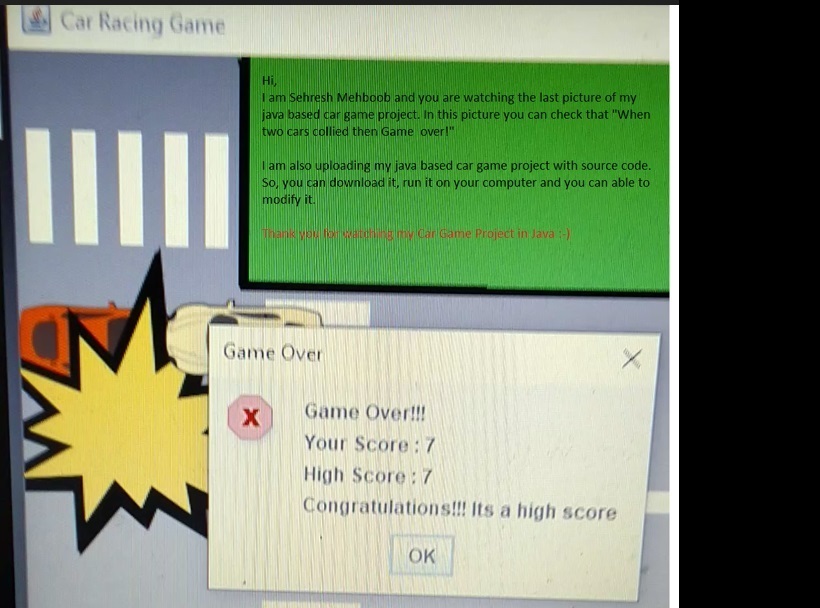 Car Racing Game
Hi,
I am Sehresh Mehboob and you are watching the last picture of my
java based car game project. In this picture you can check that "When
two cars collied then Game over!"
I am also uploading my java based car game project with source code.
So, you can download it, run it on your computer and you can able to
modify it.
Thank you for watching my Car Game Project in Java :-)
Game Over
X
Game Over!!!
Your Score : 7
High Score : 7
Congratulations!!! Its a high score
OK